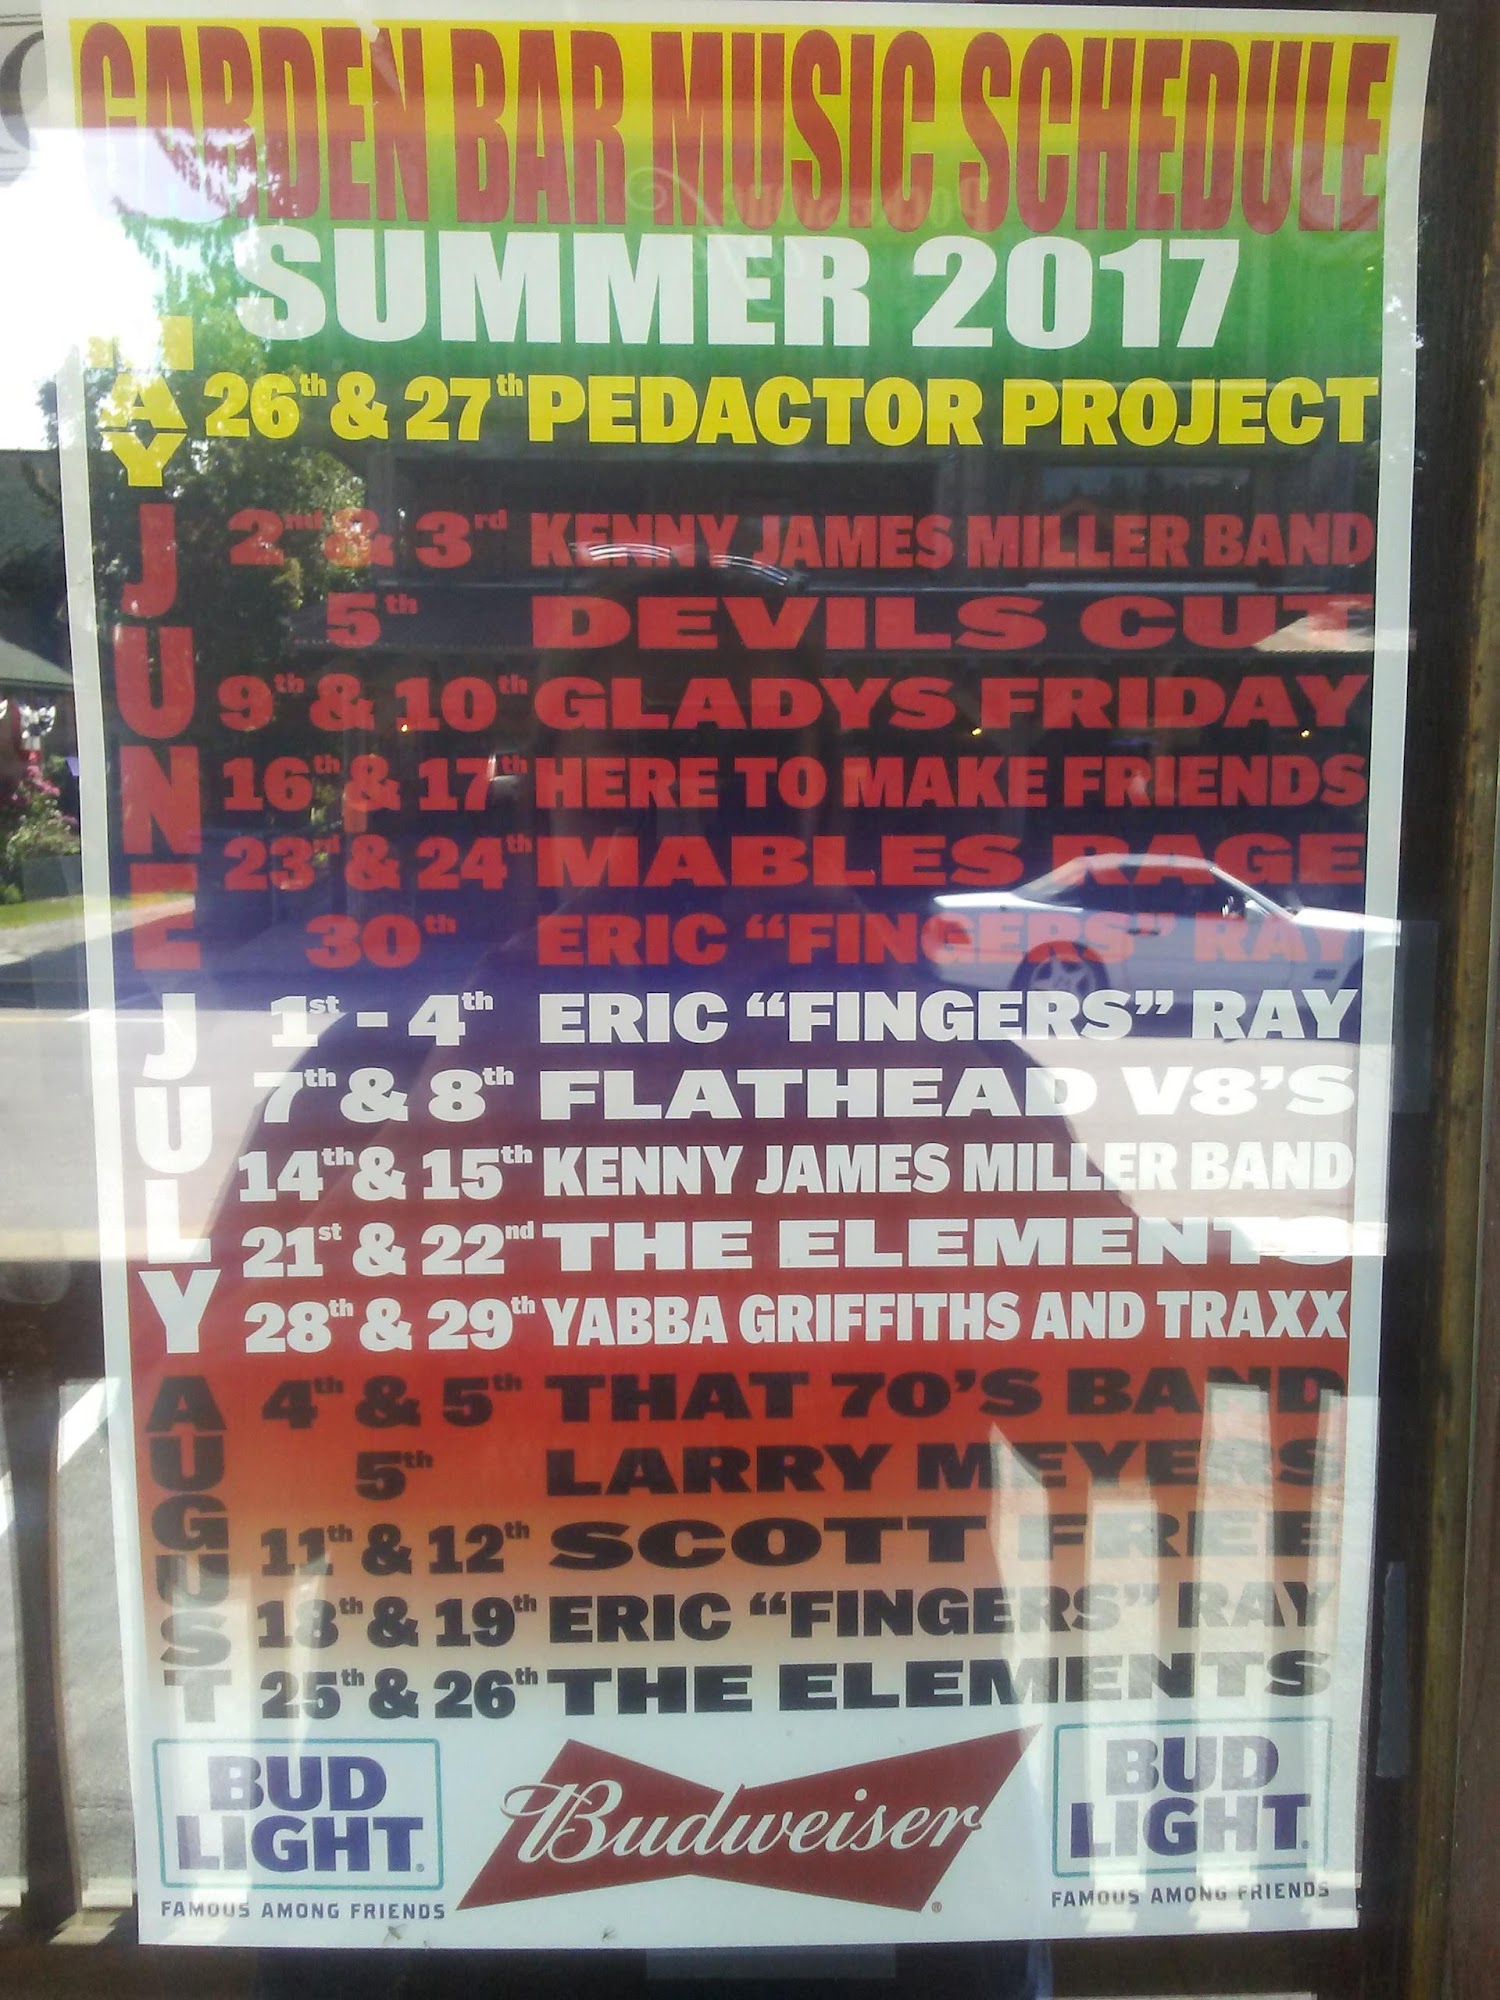 GARDEN BAR MUSIC SCHEDULE
SUMMER 2017
MAY
26th & 27th PEDACTOR PROJECT
JUNE
2nd & 3rd KENNY JAMES MILLER BAND
5th DEVILS CUT
9th & 10th GLADYS FRIDAY
16th & 17th HERE TO MAKE FRIENDS
23rd & 24th MABLES RAGE
30th ERIC “FINGERS” RAY
JULY
1st - 4th ERIC “FINGERS” RAY
7th & 8th FLATHEAD V8’S
14th & 15th KENNY JAMES MILLER BAND
21st & 22nd THE ELEMENTS
28th & 29th YABBA GRIFFITHS AND TRAXX
AUGUST
4th & 5th THAT 70’S BAND
5th LARRY MEYERS
11th & 12th SCOTT FREE
18th & 19th ERIC “FINGERS” RAY
25th & 26th THE ELEMENTS
BUD LIGHT.
FAMOUS AMONG FRIENDS
Budweiser
BUD LIGHT.
FAMOUS AMONG FRIENDS